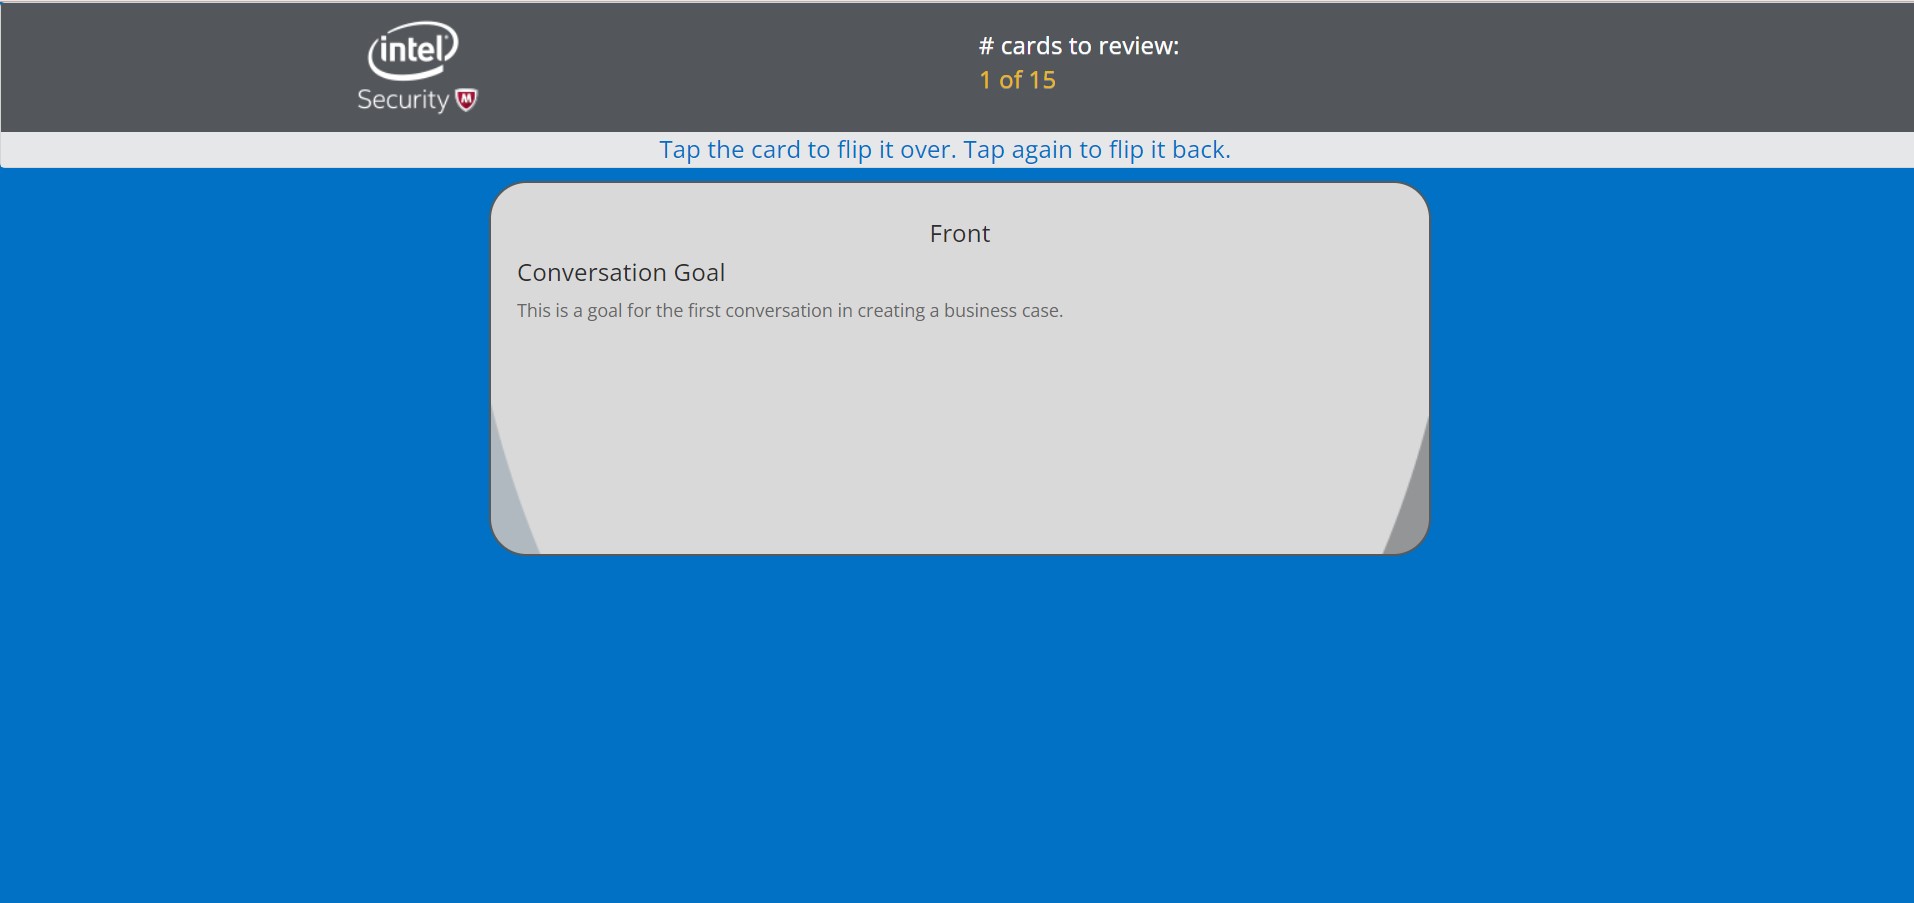 intel
Security M
# cards to review:
1 of 15
Tap the card to flip it over. Tap again to flip it back.
Front
Conversation Goal
This is a goal for the first conversation in creating a business case.